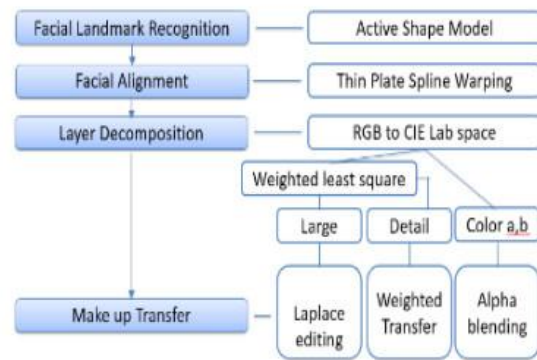 Facial Landmark Recognition
Active Shape Model
Facial Alignment
Thin Plate Spline Warping
Layer Decomposition
RGB to CIE Lab space
Weighted least square
Large
Detail
Color a,b
Make up Transfer
Laplace
editing
Weighted
Transfer
Alpha
blending